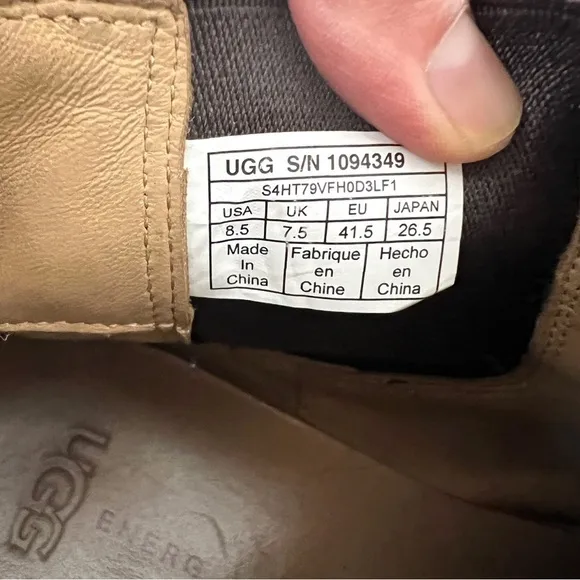 UGG S/N 1094349
S4HT79VFH0D3LF1
USA UK EU JAPAN
8.5 7.5 41.5 26.5
Made Fabrique Hecho
In en en
China Chine China
UGG
ENERG